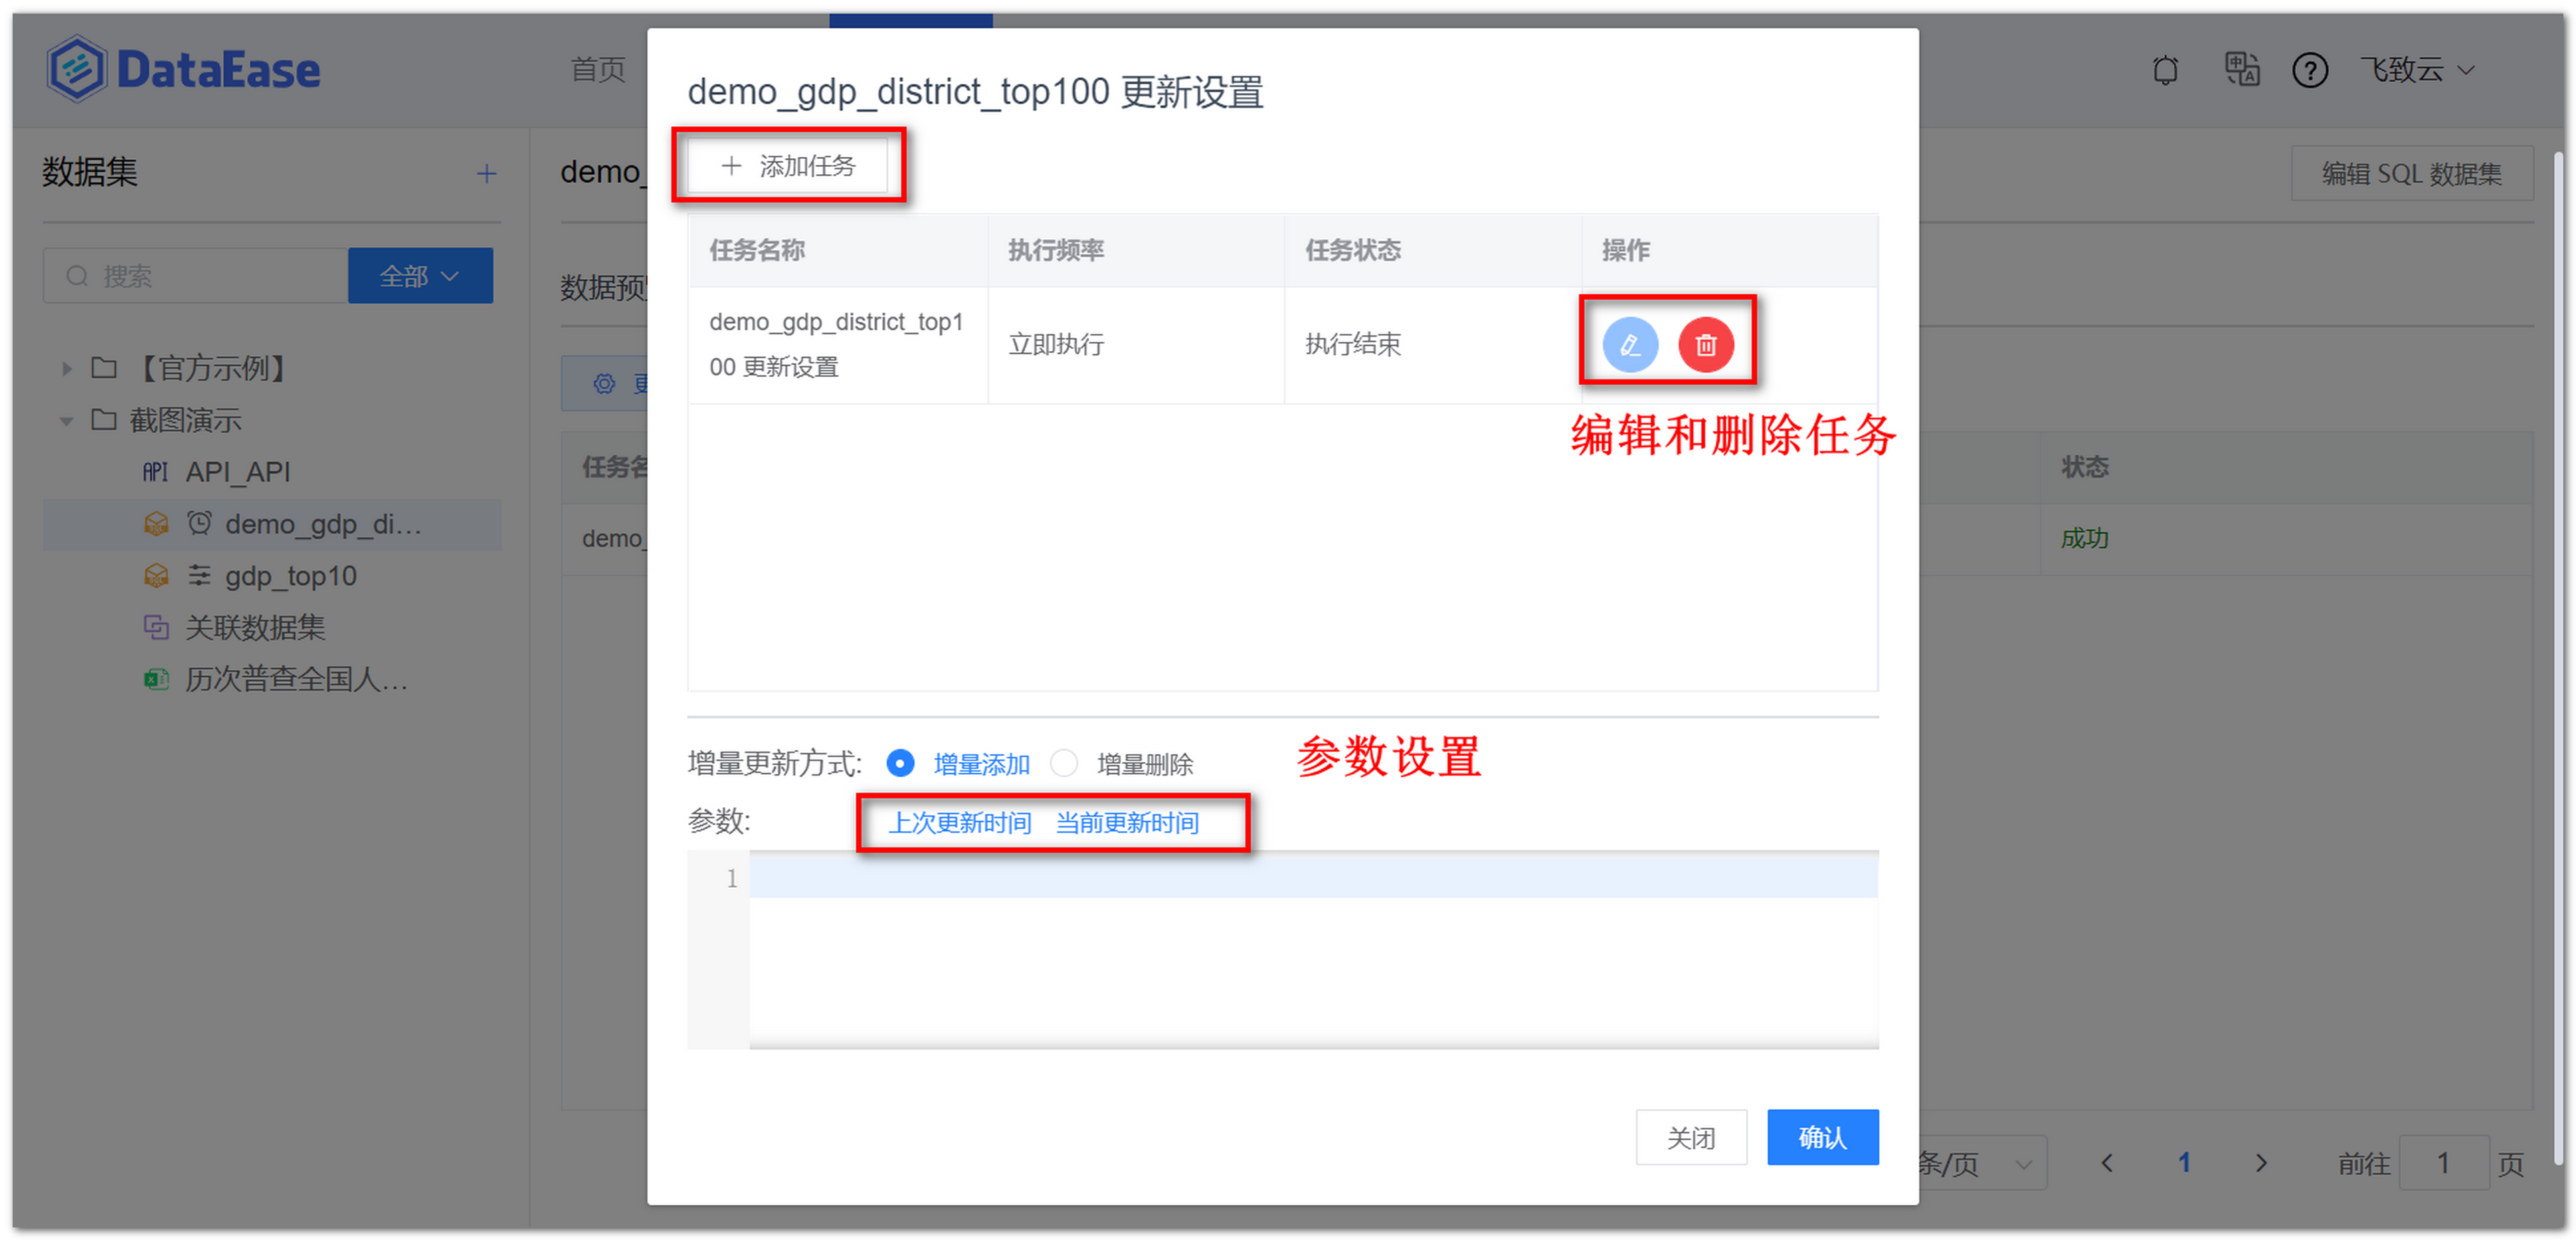 DataEase
首页
飞致云
数据集
搜索
全部
【官方示例】
截图演示
API API_API
demo_gdp_di...
gdp_top10
关联数据集
历次普查全国人...
demo_
编辑 SQL 数据集
数据预
任务名
状态
demo_
成功
条/页
1
前往 1 页
demo_gdp_district_top100 更新设置
添加任务
任务名称 执行频率 任务状态 操作
demo_gdp_district_top1
00 更新设置
立即执行 执行结束
编辑和删除任务
增量更新方式: 增量添加 增量删除
参数设置
参数: 上次更新时间 当前更新时间
1
关闭 确认